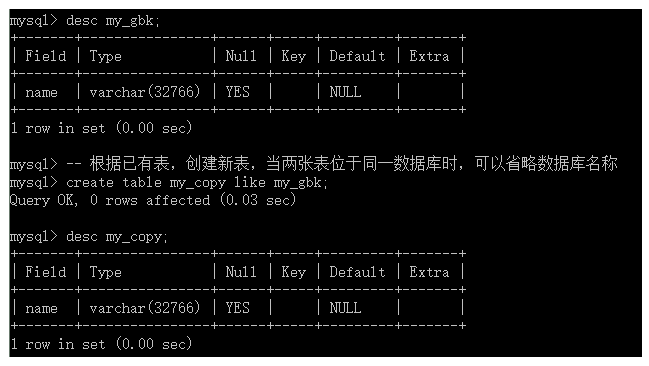 mysql> desc my_gbk;
+-------+----------------+------+-----+---------+-------+
| Field | Type           | Null | Key | Default | Extra |
+-------+----------------+------+-----+---------+-------+
| name  | varchar(32766) | YES  |     | NULL    |       |
+-------+----------------+------+-----+---------+-------+
1 row in set (0.00 sec)
mysql> -- 根据已有表，创建新表，当两张表位于同一数据库时，可以省略数据库名称
mysql> create table my_copy like my_gbk;
Query OK, 0 rows affected (0.03 sec)
mysql> desc my_copy;
+-------+----------------+------+-----+---------+-------+
| Field | Type           | Null | Key | Default | Extra |
+-------+----------------+------+-----+---------+-------+
| name  | varchar(32766) | YES  |     | NULL    |       |
+-------+----------------+------+-----+---------+-------+
1 row in set (0.00 sec)